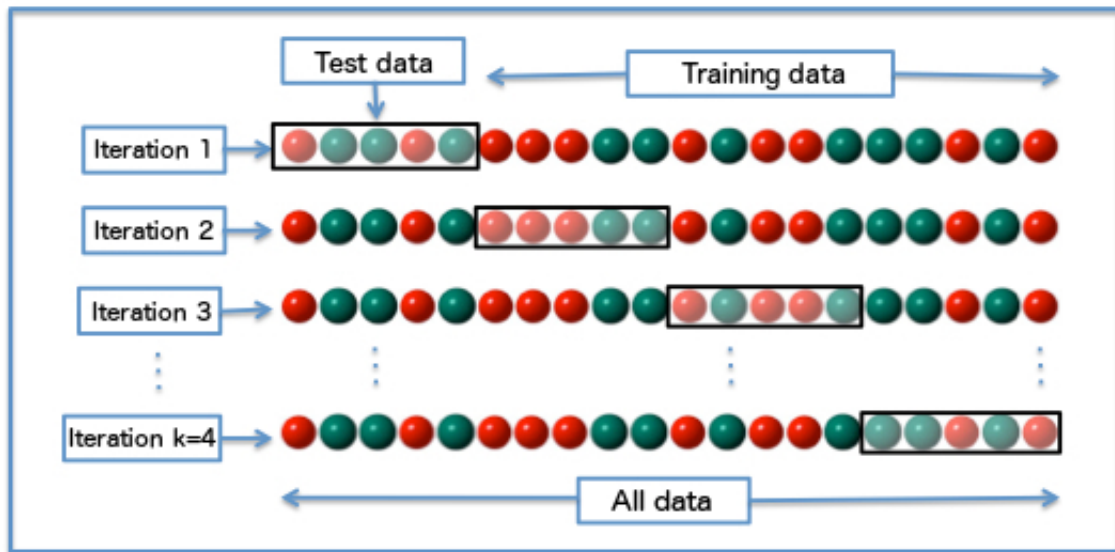 Test data
Training data
Iteration 1
Iteration 2
Iteration 3
Iteration k=4
All data